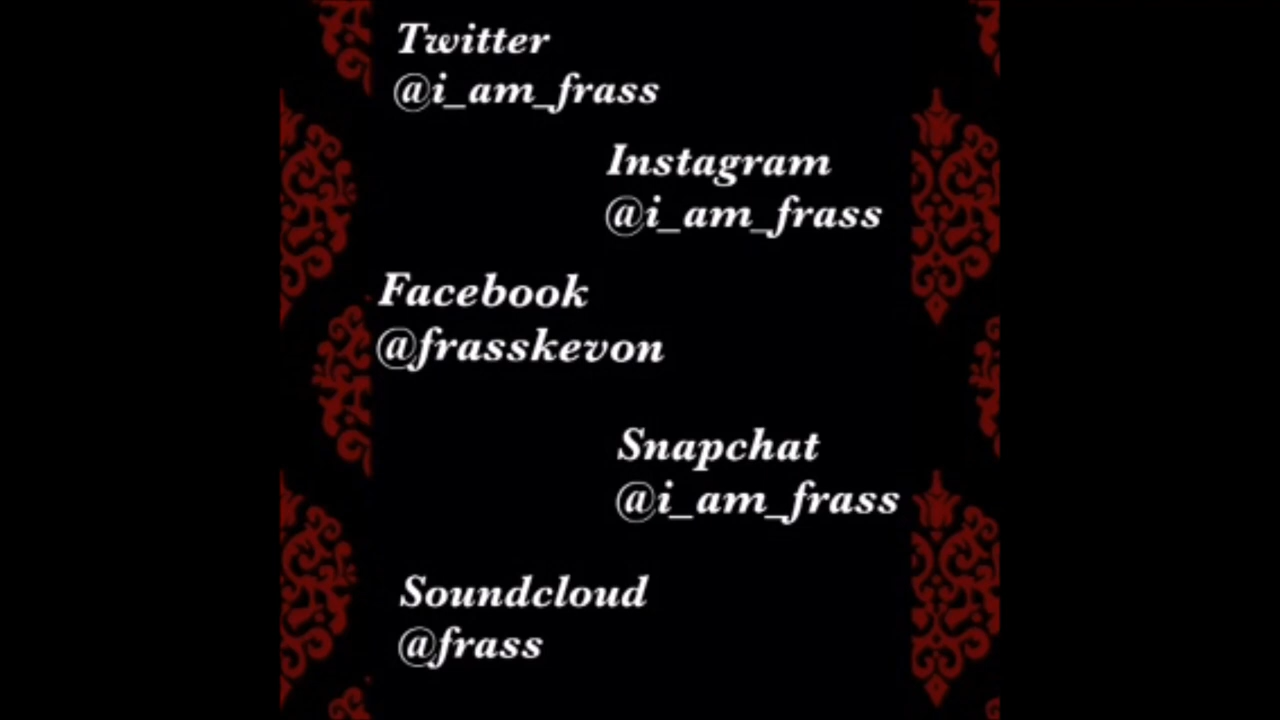 Twitter
@i_am_frass
Instagram
@i_am_frass
Facebook
@frasskevon
Snapchat
@i_am_frass
Soundcloud
@frass